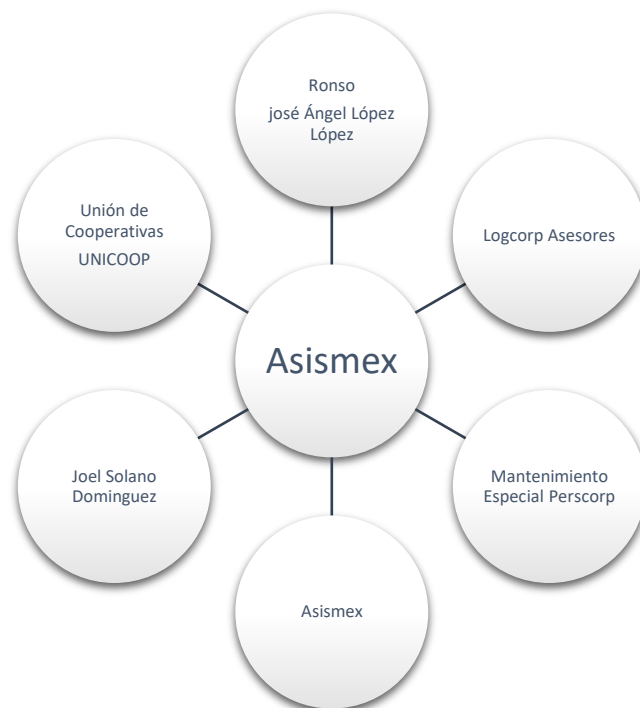 Ronso
josé Ángel López
López
Logcorp Asesores
Mantenimiento
Especial Perscorp
Asismex
Joel Solano
Dominguez
Unión de
Cooperativas
UNICOOP
Asismex